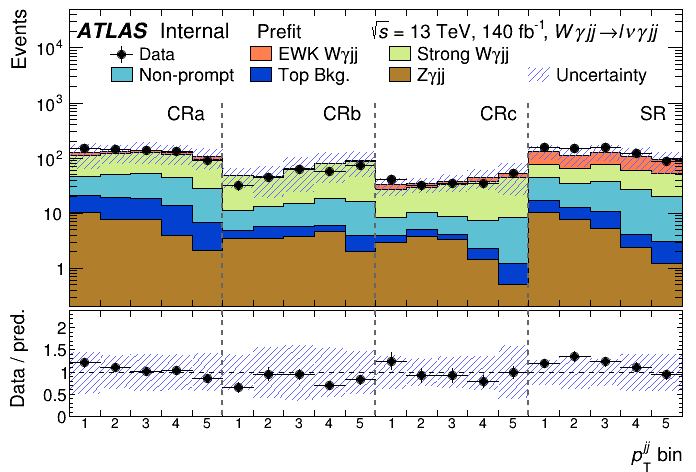 ATLAS Internal Prefit √s = 13 TeV, 140 fb⁻¹, Wγjj→lνγjj
Data EWK Wγjj Strong Wγjj
Non-prompt Top Bkg. Zγjj Uncertainty
Events
10⁴
10³
10²
10
1
CRa CRb CRc SR
Data / pred.
2
1.5
1
0.5
0
1 2 3 4 5 1 2 3 4 5 1 2 3 4 5 1 2 3 4 5
p_T^jj bin